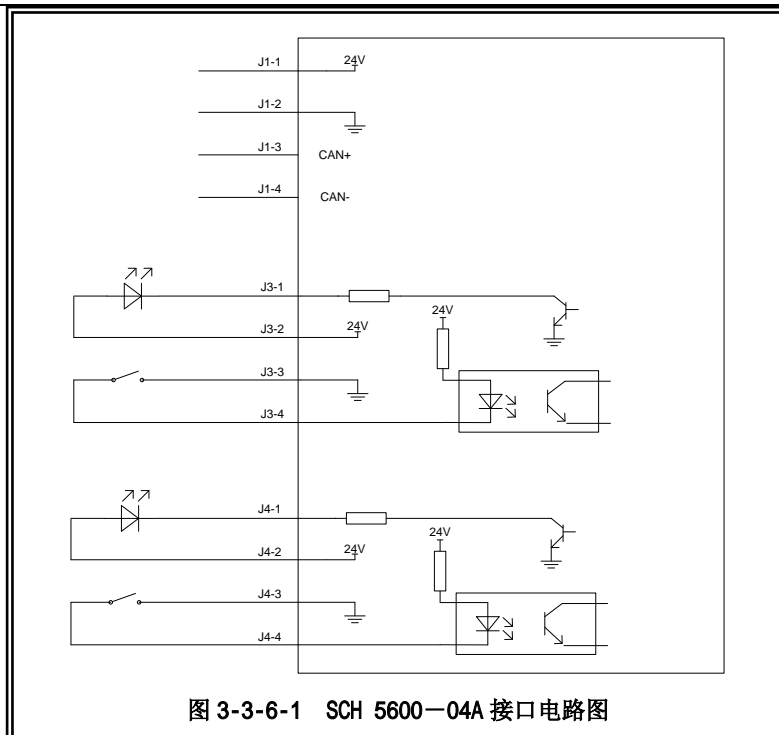 J1-1
24V
J1-2
J1-3
CAN+
J1-4
CAN-
J3-1
24V
J3-2
24V
J3-3
J3-4
J4-1
24V
J4-2
24V
J4-3
J4-4
图 3-3-6-1 SCH 5600－04A 接口电路图